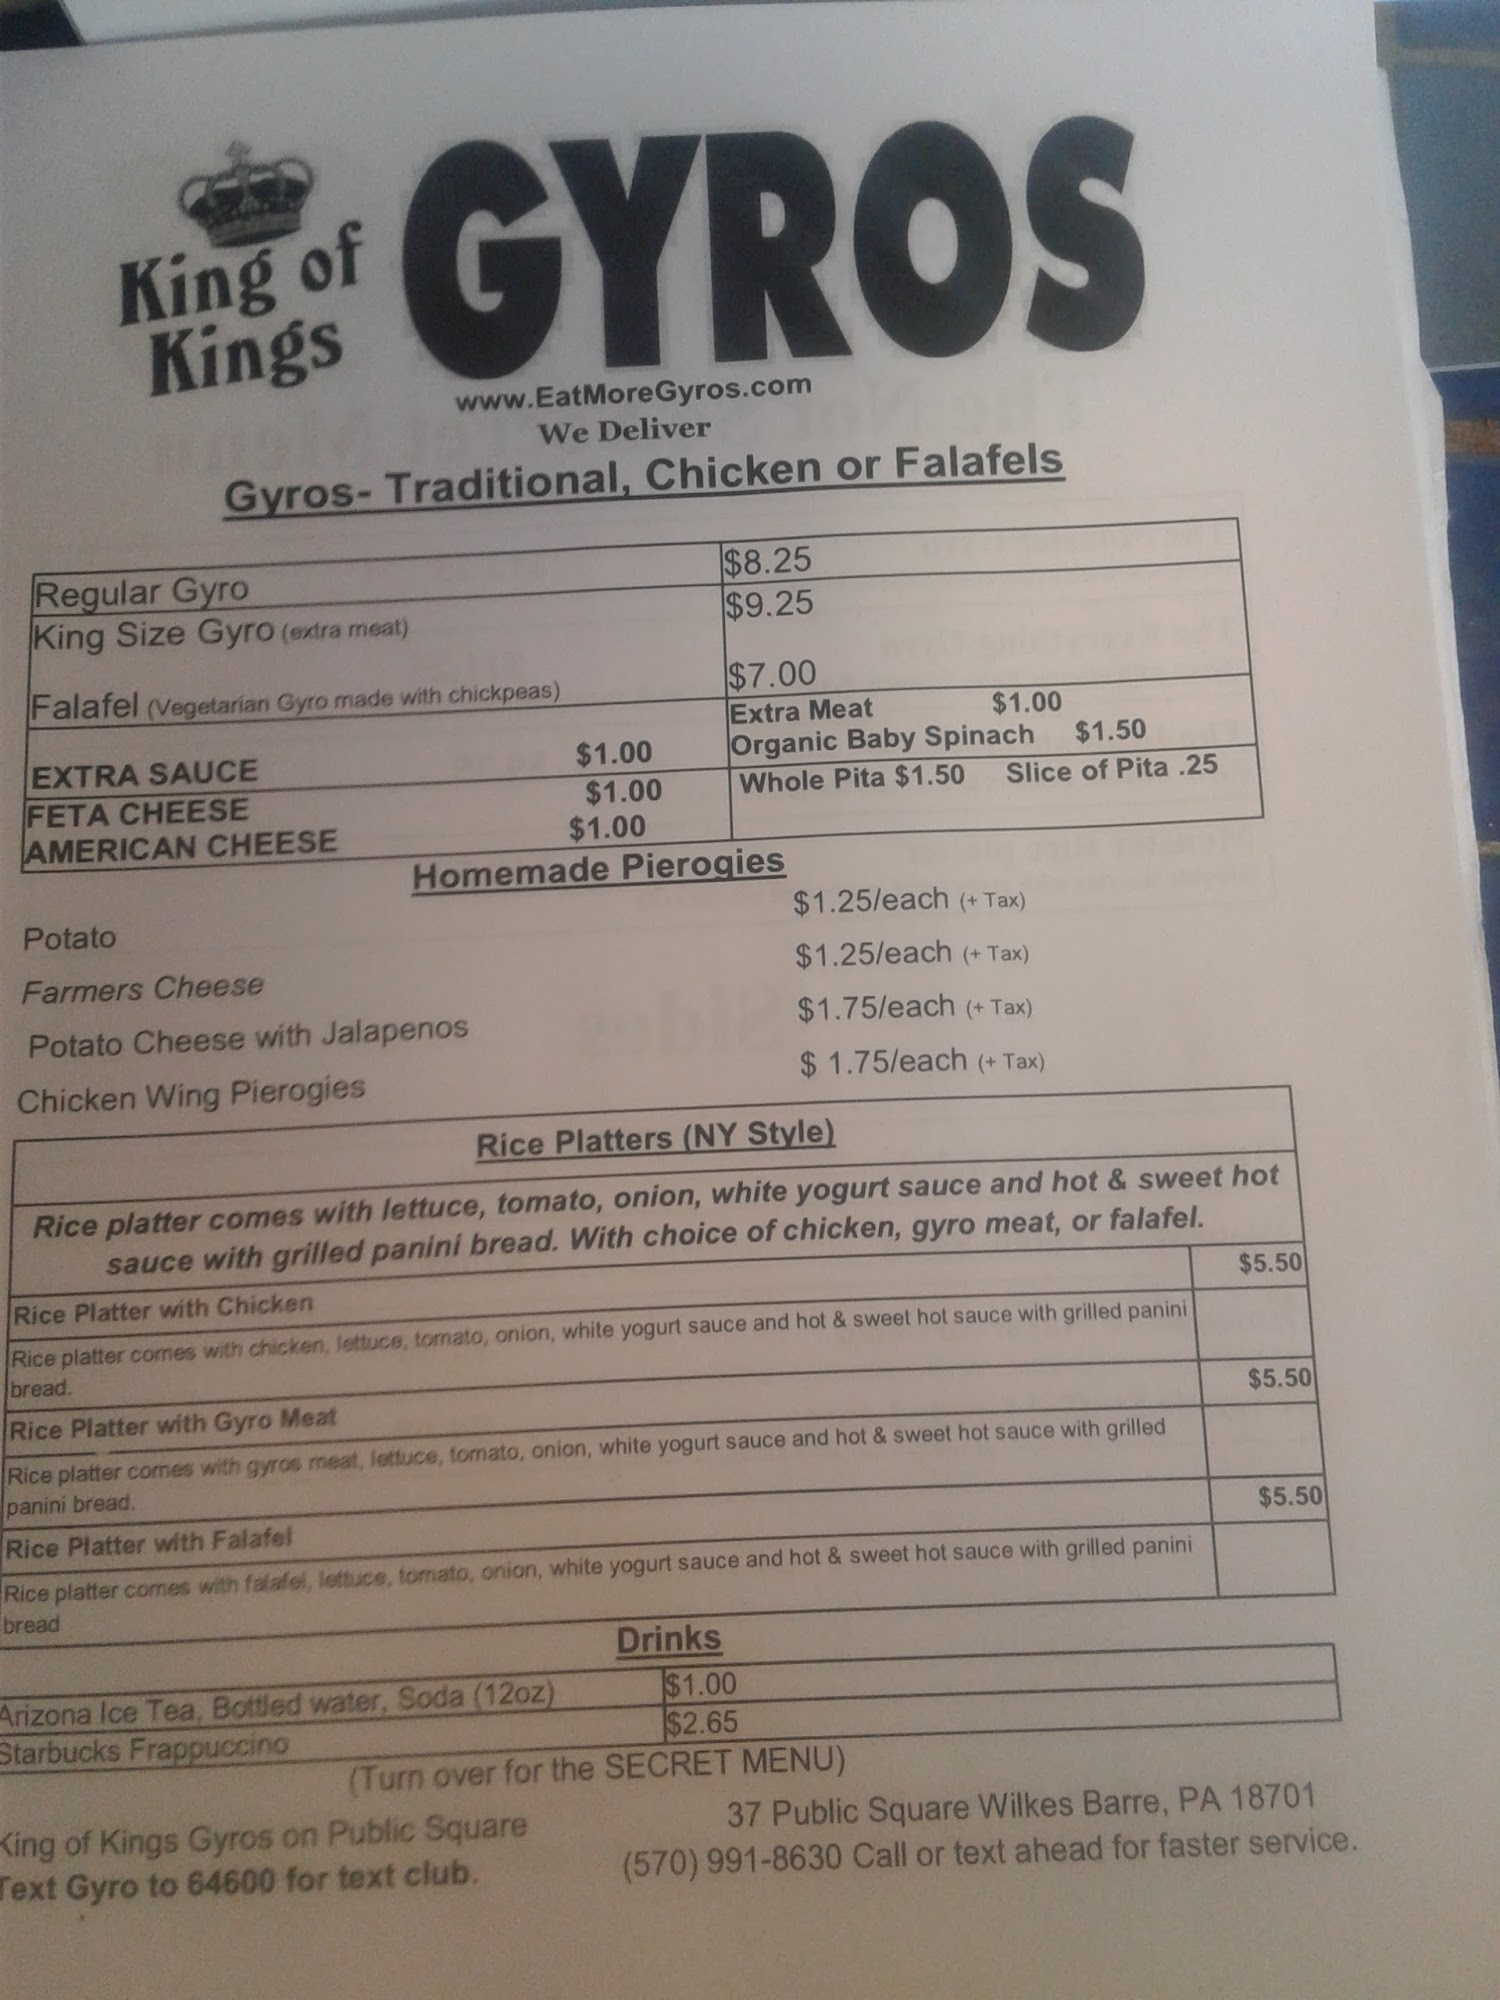 King of
Kings
GYROS
www.EatMoreGyros.com
We Deliver
Gyros- Traditional, Chicken or Falafels
Regular Gyro $8.25
King Size Gyro (extra meat) $9.25
Falafel (Vegetarian Gyro made with chickpeas) $7.00
EXTRA SAUCE $1.00
FETA CHEESE $1.00
AMERICAN CHEESE $1.00
Extra Meat $1.00
Organic Baby Spinach $1.50
Whole Pita $1.50 Slice of Pita .25
Homemade Pierogies
Potato $1.25/each (+ Tax)
Farmers Cheese $1.25/each (+ Tax)
Potato Cheese with Jalapenos $1.75/each (+ Tax)
Chicken Wing Pierogies $ 1.75/each (+ Tax)
Rice Platters (NY Style)
Rice platter comes with lettuce, tomato, onion, white yogurt sauce and hot & sweet hot
sauce with grilled panini bread. With choice of chicken, gyro meat, or falafel.
Rice Platter with Chicken $5.50
Rice platter comes with chicken, lettuce, tomato, onion, white yogurt sauce and hot & sweet hot sauce with grilled panini
bread.
Rice Platter with Gyro Meat $5.50
Rice platter comes with gyros meat, lettuce, tomato, onion, white yogurt sauce and hot & sweet hot sauce with grilled
panini bread.
Rice Platter with Falafel $5.50
Rice platter comes with falafel, lettuce, tomato, onion, white yogurt sauce and hot & sweet hot sauce with grilled panini
bread
Drinks
Arizona Ice Tea, Bottled water, Soda (12oz) $1.00
Starbucks Frappuccino $2.65
(Turn over for the SECRET MENU)
King of Kings Gyros on Public Square
37 Public Square Wilkes Barre, PA 18701
Text Gyro to 64600 for text club.
(570) 991-8630 Call or text ahead for faster service.